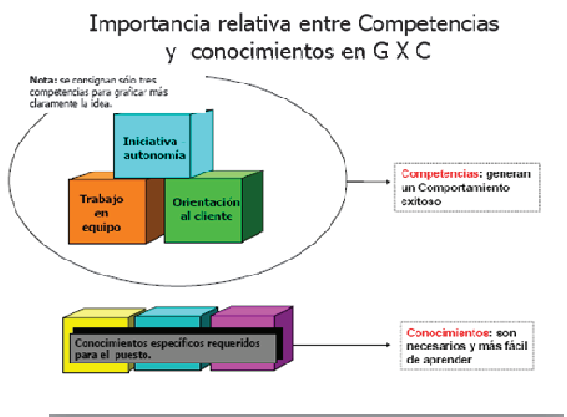 Importancia relativa entre Competencias
y conocimientos en G X C
Nota: se consignan sólo tres
competencias para graficar más
claramente la idea.
Iniciativa
autonomía
Trabajo
en
equipo
Orientación
al cliente
Competencias: generan
un Comportamiento
exitoso
Conocimientos específicos requeridos
para el puesto.
Conocimientos: son
necesarios y más fácil
de aprender